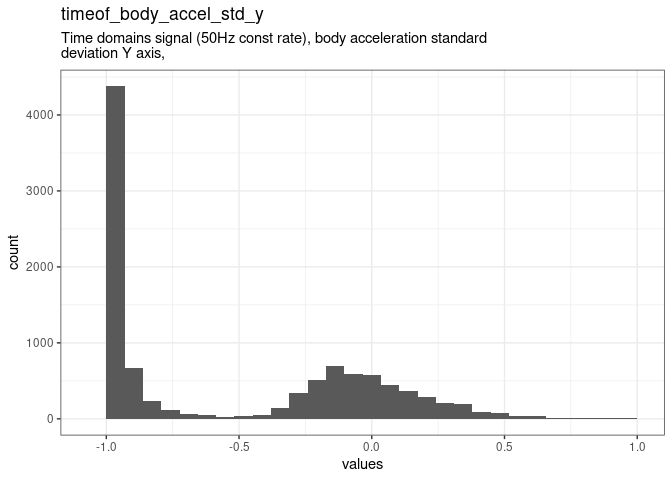 timeof_body_accel_std_y
Time domains signal (50Hz const rate), body acceleration standard
deviation Y axis,
4000
3000
2000
1000
0
count
-1.0 -0.5 0.0 0.5 1.0
values